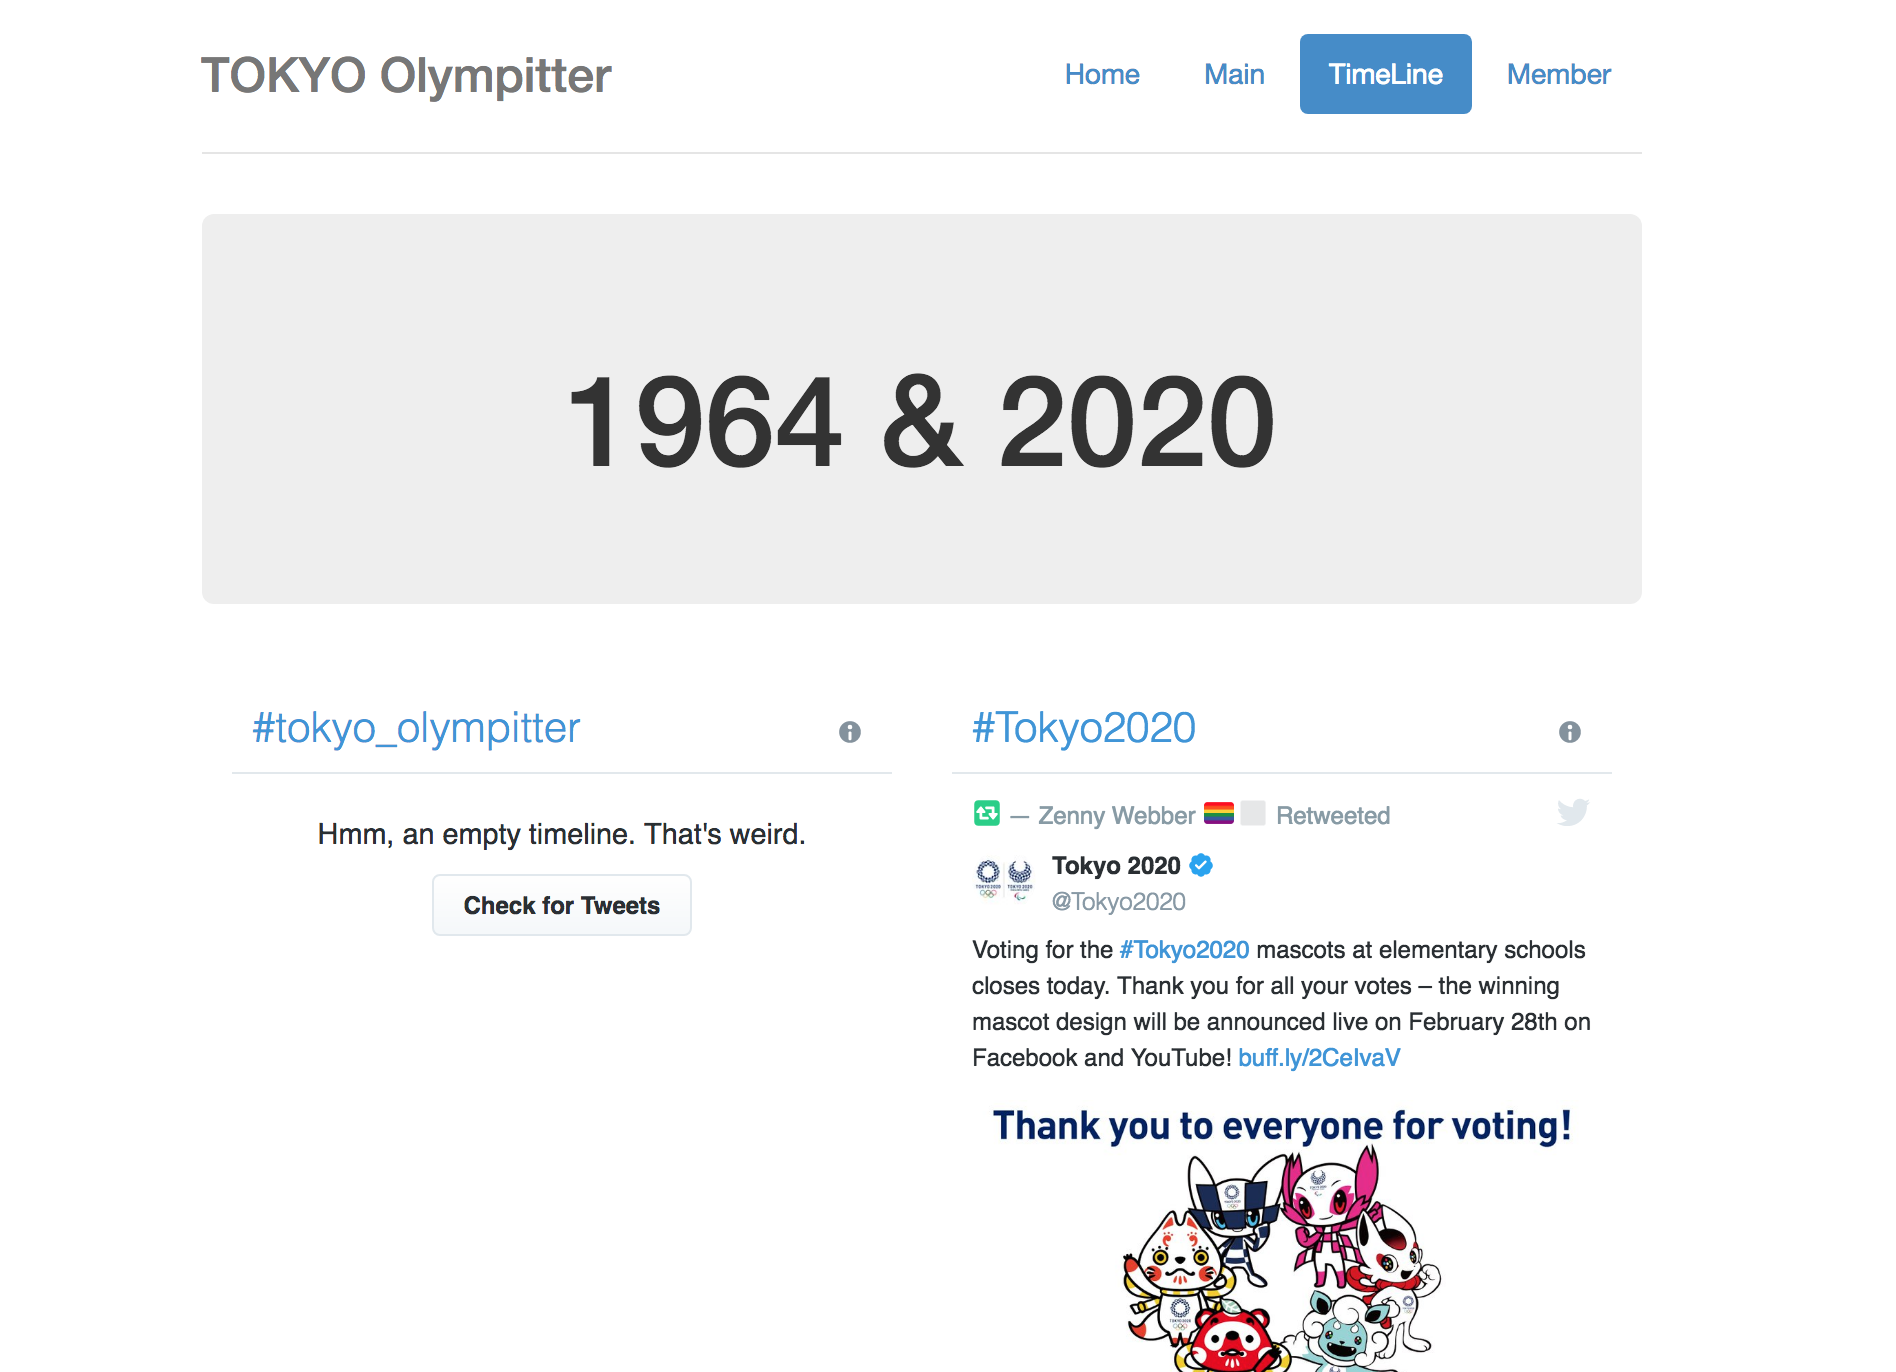 TOKYO Olympitter
Home Main TimeLine Member
1964 & 2020
#tokyo_olympitter
Hmm, an empty timeline. That's weird.
Check for Tweets
#Tokyo2020
— Zenny Webber Retweeted
Tokyo 2020
@Tokyo2020
Voting for the #Tokyo2020 mascots at elementary schools
closes today. Thank you for all your votes – the winning
mascot design will be announced live on February 28th on
Facebook and YouTube! buff.ly/2CelvaV
Thank you to everyone for voting!